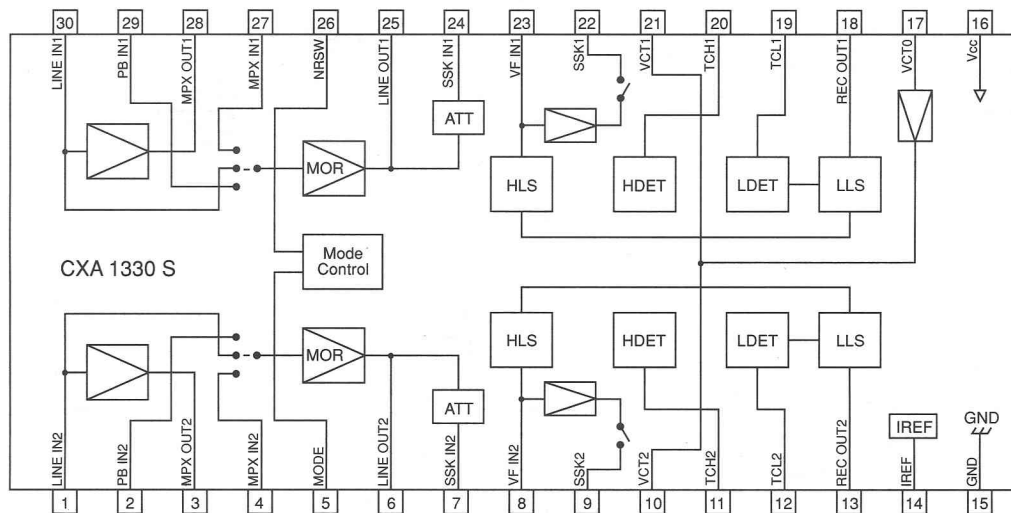 30 29 28 27 26 25 24 23 22 21 20 19 18 17 16
LINE IN1
PB IN1
MPX OUT1
MPX IN1
NRSW
LINE OUT1
SSK IN1
VF IN1
SSK1
VCT1
TCH1
TCL1
REC OUT1
VCT0
Vcc
ATT
MOR
HLS HDET LDET LLS
Mode
Control
CXA 1330 S
HLS HDET LDET LLS
MOR
ATT
IREF
GND
LINE IN2
PB IN2
MPX OUT2
MPX IN2
MODE
LINE OUT2
SSK IN2
VF IN2
SSK2
VCT2
TCH2
TCL2
REC OUT2
IREF
GND
1 2 3 4 5 6 7 8 9 10 11 12 13 14 15